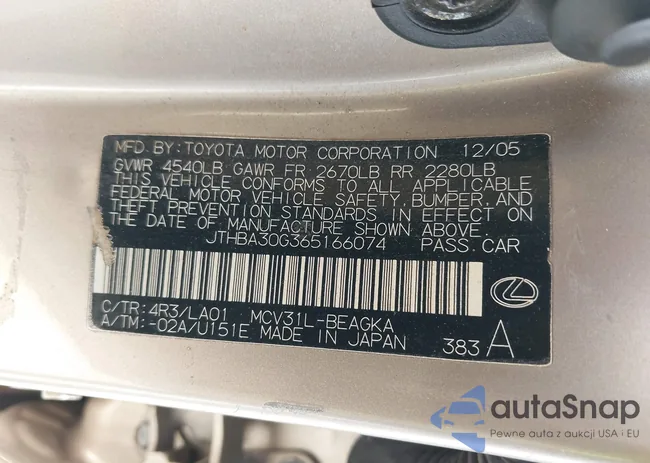 MFD. BY: TOYOTA MOTOR CORPORATION 12/05
GVWR 4540LB GAWR FR 2670LB RR 2280LB
THIS VEHICLE CONFORMS TO ALL APPLICABLE
FEDERAL MOTOR VEHICLE SAFETY, BUMPER, AND
THEFT PREVENTION STANDARDS IN EFFECT ON
THE DATE OF MANUFACTURE SHOWN ABOVE.
JTHBA30G365166074 PASS. CAR
C/TR: 4R3/LA01 MCV31L-BEAGKA
A/TM: -02A/U151E MADE IN JAPAN 383 A
autaSnap
Pewne auta z aukcji USA i EU